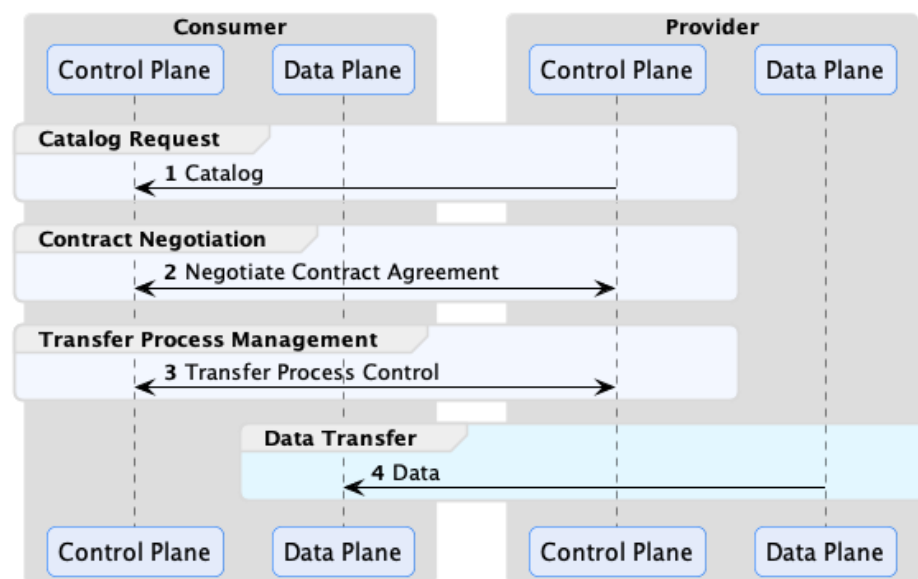 Consumer Provider
Control Plane Data Plane Control Plane Data Plane
Catalog Request
1 Catalog
Contract Negotiation
2 Negotiate Contract Agreement
Transfer Process Management
3 Transfer Process Control
Data Transfer
4 Data
Control Plane Data Plane Control Plane Data Plane